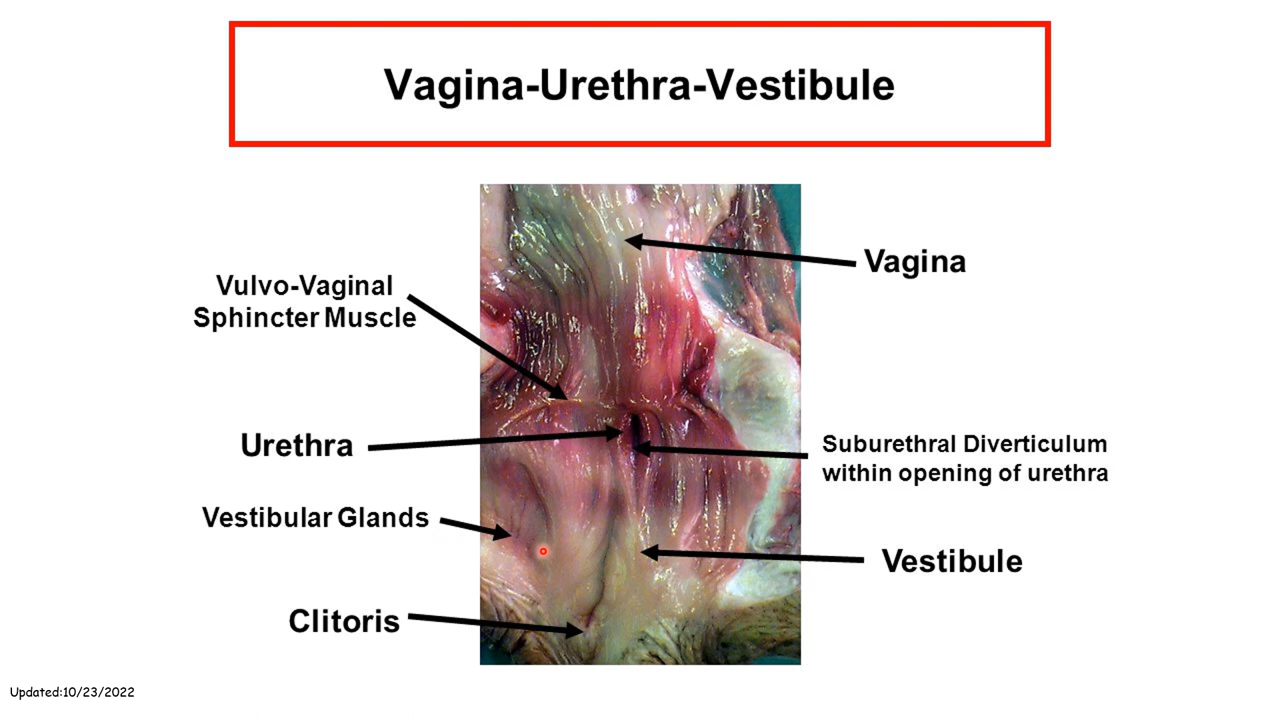 Vagina-Urethra-Vestibule
Vagina
Vulvo-Vaginal
Sphincter Muscle
Urethra
Suburethral Diverticulum
within opening of urethra
Vestibular Glands
Vestibule
Clitoris
Updated:10/23/2022